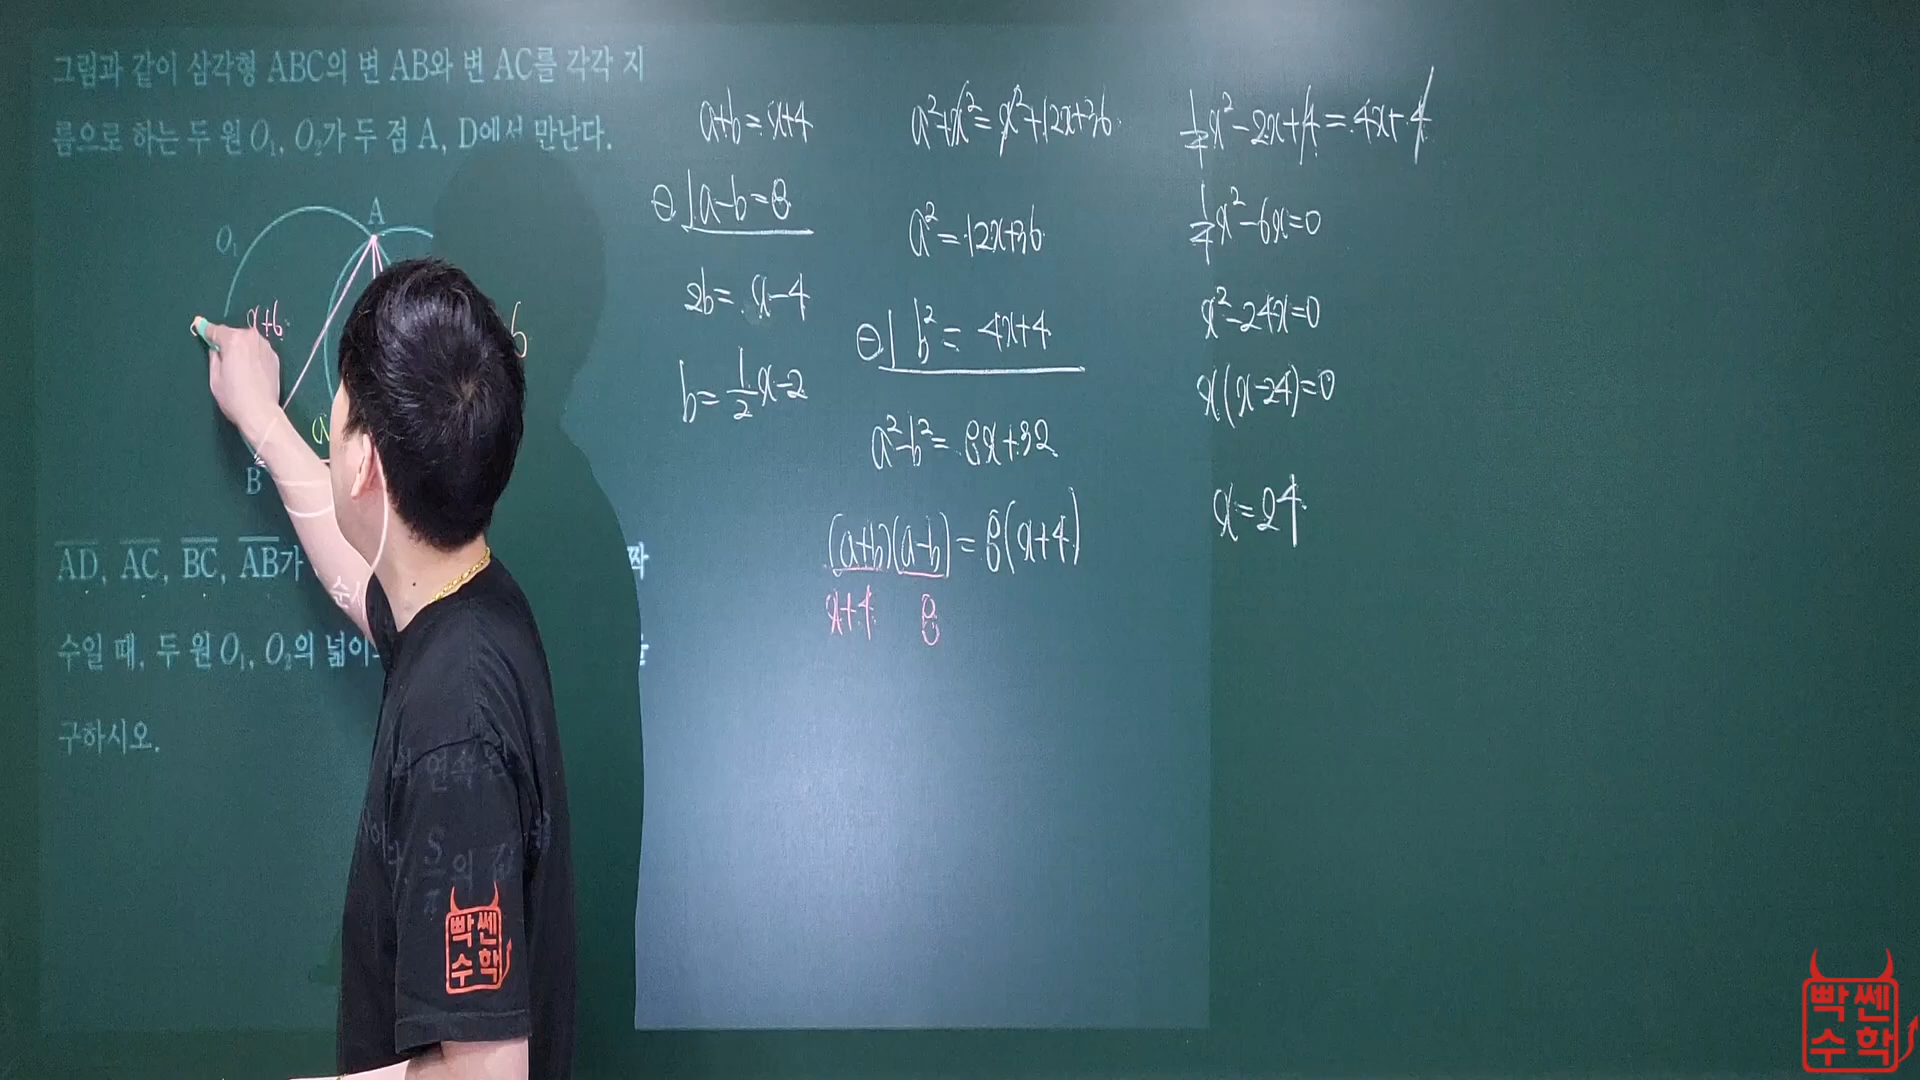 그림과 같이 삼각형 ABC의 변 AB와 변 AC를 각각 지
름으로 하는 두 원 O₁, O₂가 두 점 A, D에서 만난다.
O₁
A
x+6
6
a
B
AD, AC, BC, AB가
순서
짝
수일 때, 두 원 O₁, O₂의 넓이
구하시오.
a+b=x+4
⊖ a-b=8
2b= x-4
b=1/2x-2
a²+x²=x²+12x+36
a²=12x+36
⊖ b²= 4x+4
a²-b²= 8x+32
(a+b)(a-b)=8(x+4)
x+4 8
1/4x²-2x+4=4x+4
1/4x²-6x=0
x²-24x=0
x(x-24)=0
x=24
빡쎈
수학
빡쎈
수학